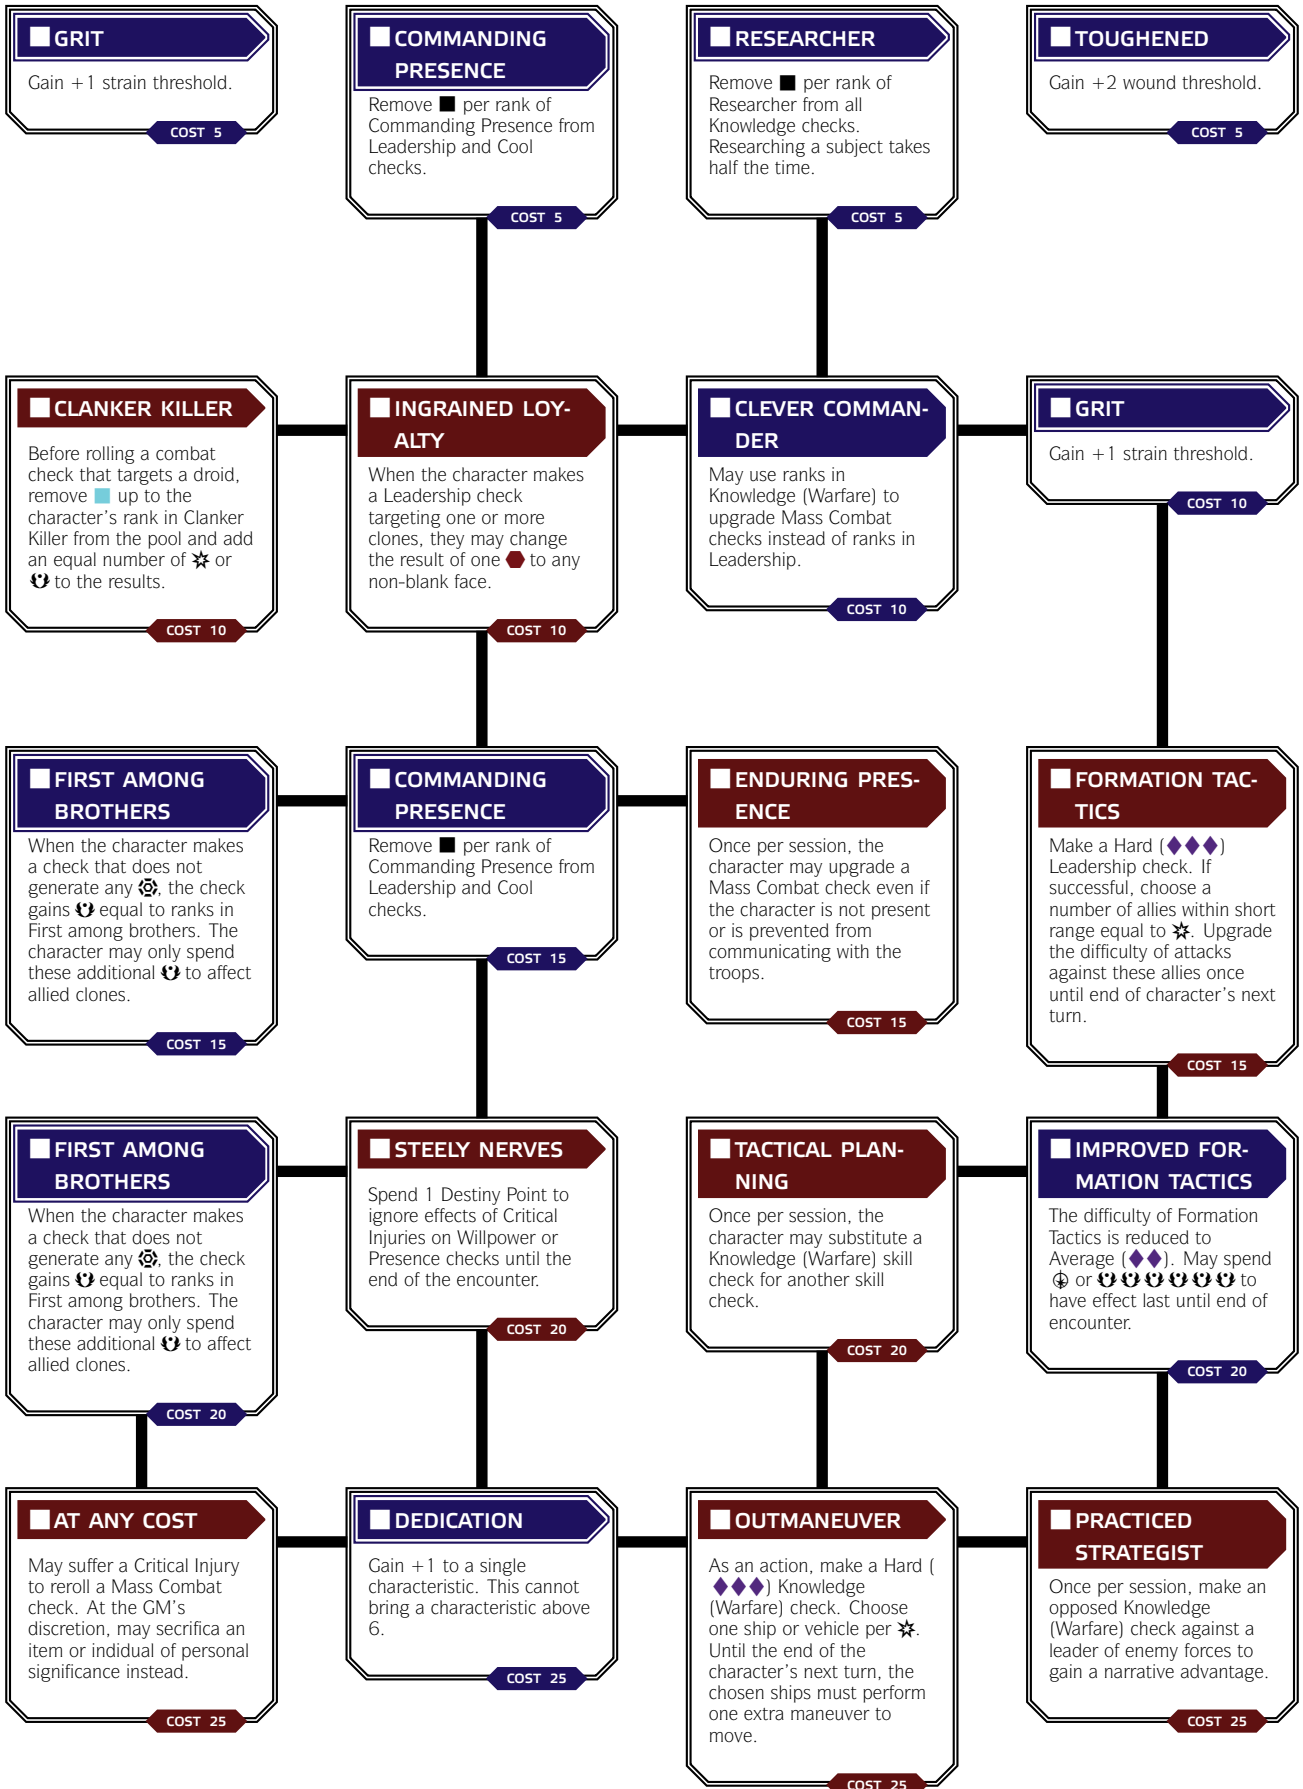 GRIT
Gain +1 strain threshold.
COST 5
COMMANDING
PRESENCE
Remove ■ per rank of
Commanding Presence from
Leadership and Cool
checks.
COST 5
RESEARCHER
Remove ■ per rank of
Researcher from all
Knowledge checks.
Researching a subject takes
half the time.
COST 5
TOUGHENED
Gain +2 wound threshold.
COST 5
CLANKER KILLER
Before rolling a combat
check that targets a droid,
remove ■ up to the
character's rank in Clanker
Killer from the pool and add
an equal number of or
to the results.
COST 10
INGRAINED LOY-
ALTY
When the character makes
a Leadership check
targeting one or more
clones, they may change
the result of one ⬢ to any
non-blank face.
COST 10
CLEVER COMMAN-
DER
May use ranks in
Knowledge (Warfare) to
upgrade Mass Combat
checks instead of ranks in
Leadership.
COST 10
GRIT
Gain +1 strain threshold.
COST 10
FIRST AMONG
BROTHERS
When the character makes
a check that does not
generate any , the check
gains equal to ranks in
First among brothers. The
character may only spend
these additional to affect
allied clones.
COST 15
COMMANDING
PRESENCE
Remove ■ per rank of
Commanding Presence from
Leadership and Cool
checks.
COST 15
ENDURING PRES-
ENCE
Once per session, the
character may upgrade a
Mass Combat check even if
the character is not present
or is prevented from
communicating with the
troops.
COST 15
FORMATION TAC-
TICS
Make a Hard (◆◆◆)
Leadership check. If
successful, choose a
number of allies within short
range equal to . Upgrade
the difficulty of attacks
against these allies once
until end of character's next
turn.
COST 15
FIRST AMONG
BROTHERS
When the character makes
a check that does not
generate any , the check
gains equal to ranks in
First among brothers. The
character may only spend
these additional to affect
allied clones.
COST 20
STEELY NERVES
Spend 1 Destiny Point to
ignore effects of Critical
Injuries on Willpower or
Presence checks until the
end of the encounter.
COST 20
TACTICAL PLAN-
NING
Once per session, the
character may substitute a
Knowledge (Warfare) skill
check for another skill
check.
COST 20
IMPROVED FOR-
MATION TACTICS
The difficulty of Formation
Tactics is reduced to
Average (◆◆). May spend
or to
have effect last until end of
encounter.
COST 20
AT ANY COST
May suffer a Critical Injury
to reroll a Mass Combat
check. At the GM's
discretion, may secrifica an
item or indidual of personal
significance instead.
COST 25
DEDICATION
Gain +1 to a single
characteristic. This cannot
bring a characteristic above
6.
COST 25
OUTMANEUVER
As an action, make a Hard (
◆◆◆) Knowledge
(Warfare) check. Choose
one ship or vehicle per .
Until the end of the
character's next turn, the
chosen ships must perform
one extra maneuver to
move.
COST 25
PRACTICED
STRATEGIST
Once per session, make an
opposed Knowledge
(Warfare) check against a
leader of enemy forces to
gain a narrative advantage.
COST 25